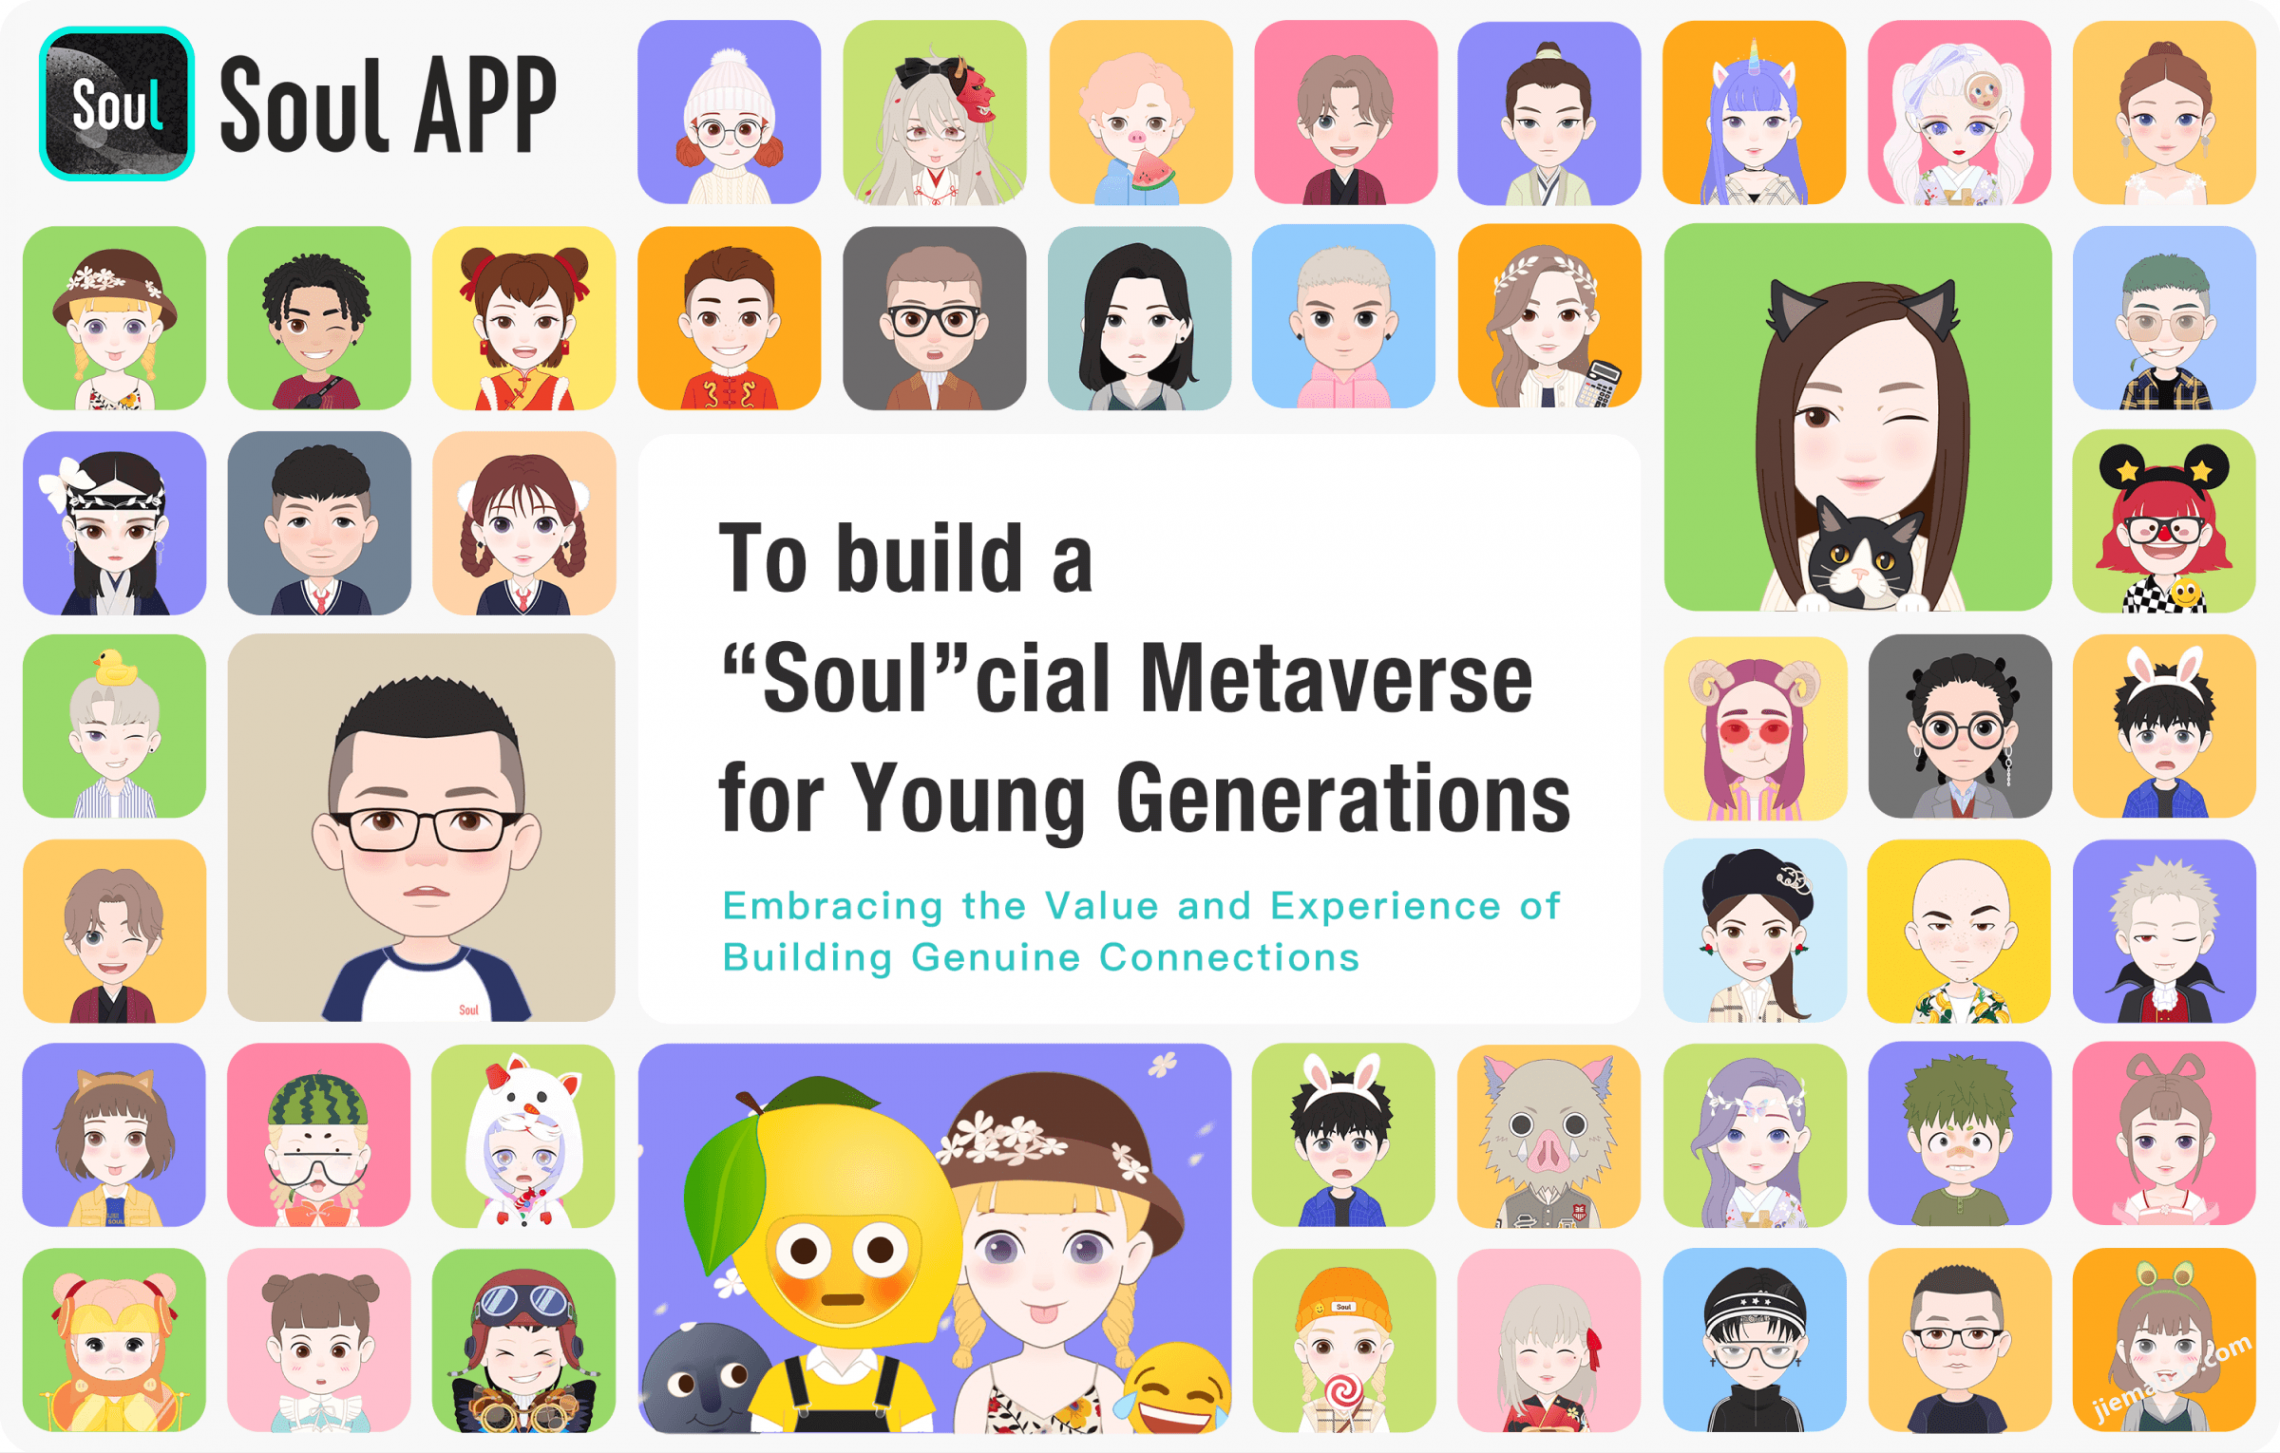 Soul
Soul APP
To build a
“Soul”cial Metaverse
for Young Generations
Embracing the Value and Experience of
Building Genuine Connections
Soul
Soul